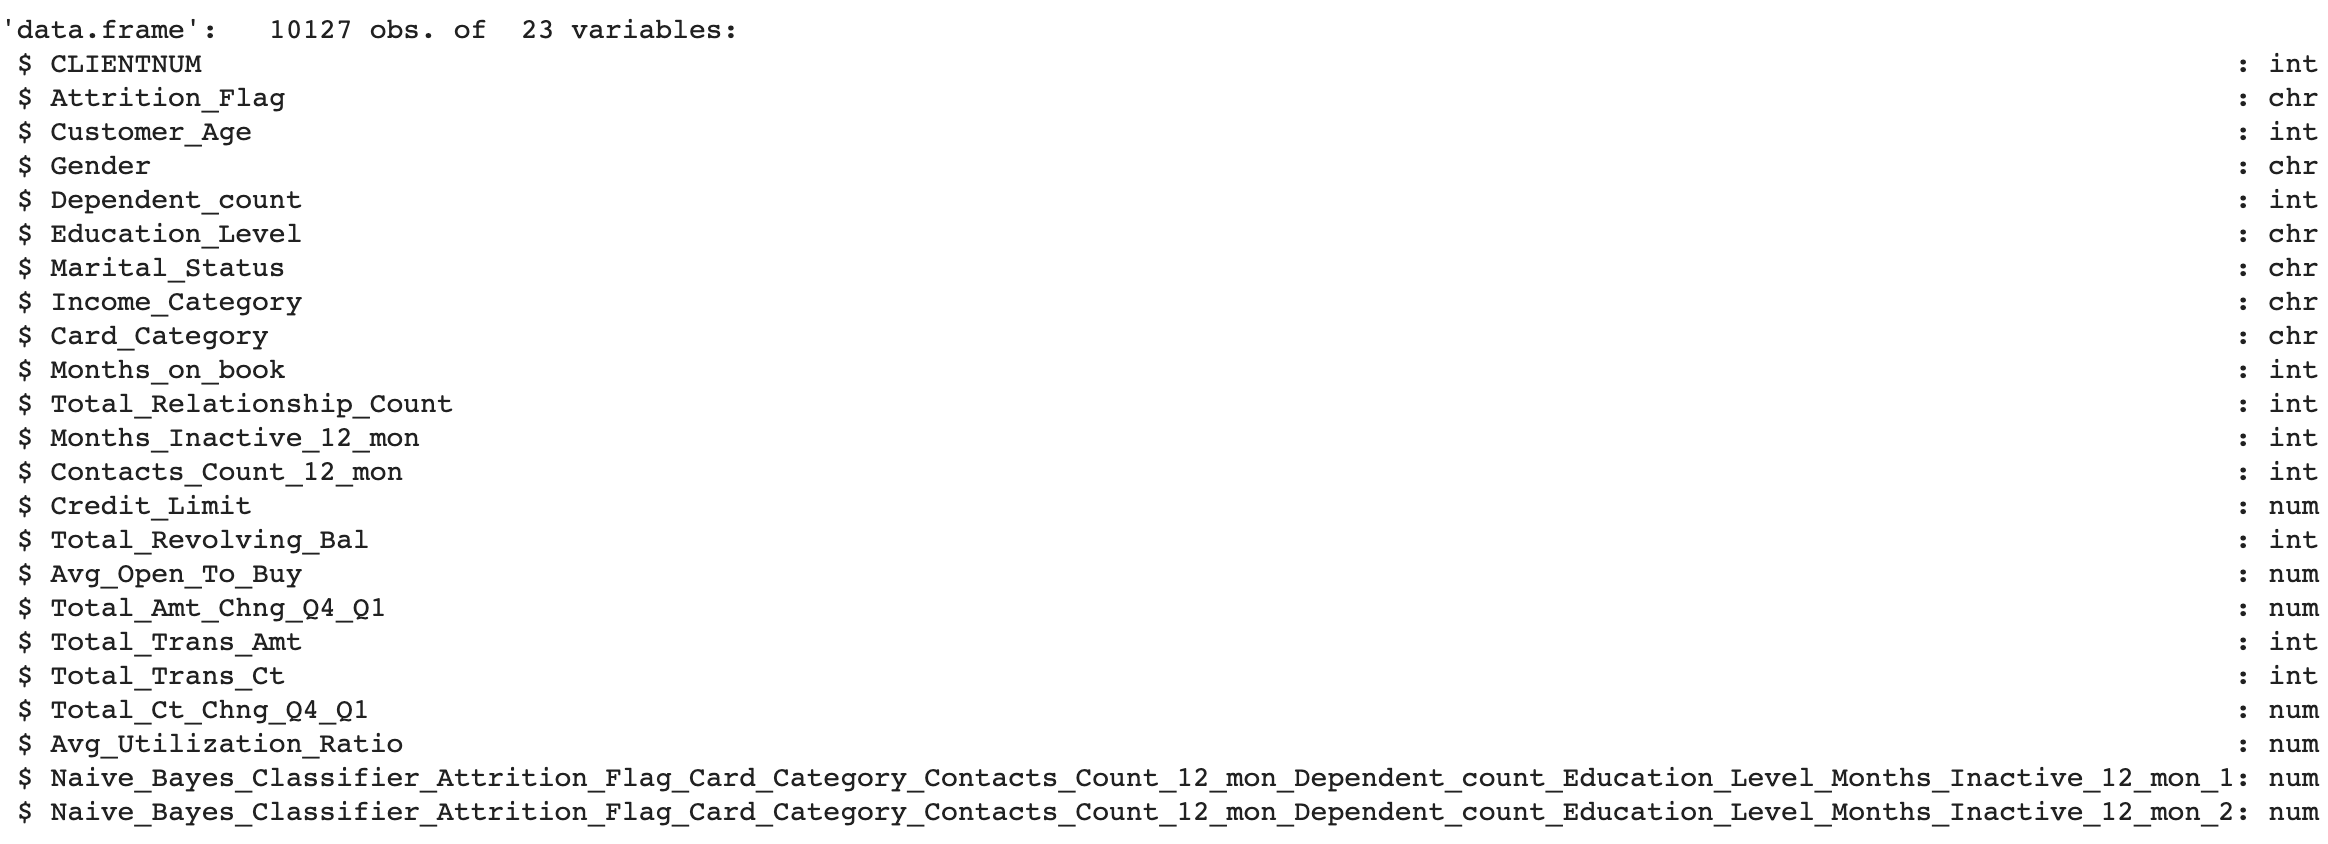 'data.frame':   10127 obs. of  23 variables:
 $ CLIENTNUM : int
 $ Attrition_Flag : chr
 $ Customer_Age : int
 $ Gender : chr
 $ Dependent_count : int
 $ Education_Level : chr
 $ Marital_Status : chr
 $ Income_Category : chr
 $ Card_Category : chr
 $ Months_on_book : int
 $ Total_Relationship_Count : int
 $ Months_Inactive_12_mon : int
 $ Contacts_Count_12_mon : int
 $ Credit_Limit : num
 $ Total_Revolving_Bal : int
 $ Avg_Open_To_Buy : num
 $ Total_Amt_Chng_Q4_Q1 : num
 $ Total_Trans_Amt : int
 $ Total_Trans_Ct : int
 $ Total_Ct_Chng_Q4_Q1 : num
 $ Avg_Utilization_Ratio : num
 $ Naive_Bayes_Classifier_Attrition_Flag_Card_Category_Contacts_Count_12_mon_Dependent_count_Education_Level_Months_Inactive_12_mon_1: num
 $ Naive_Bayes_Classifier_Attrition_Flag_Card_Category_Contacts_Count_12_mon_Dependent_count_Education_Level_Months_Inactive_12_mon_2: num